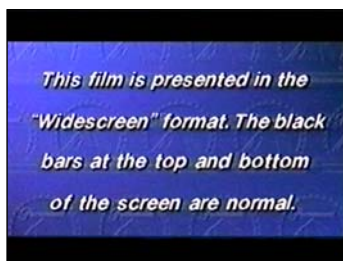 This film is presented in the
"Widescreen" format. The black
bars at the top and bottom
of the screen are normal.